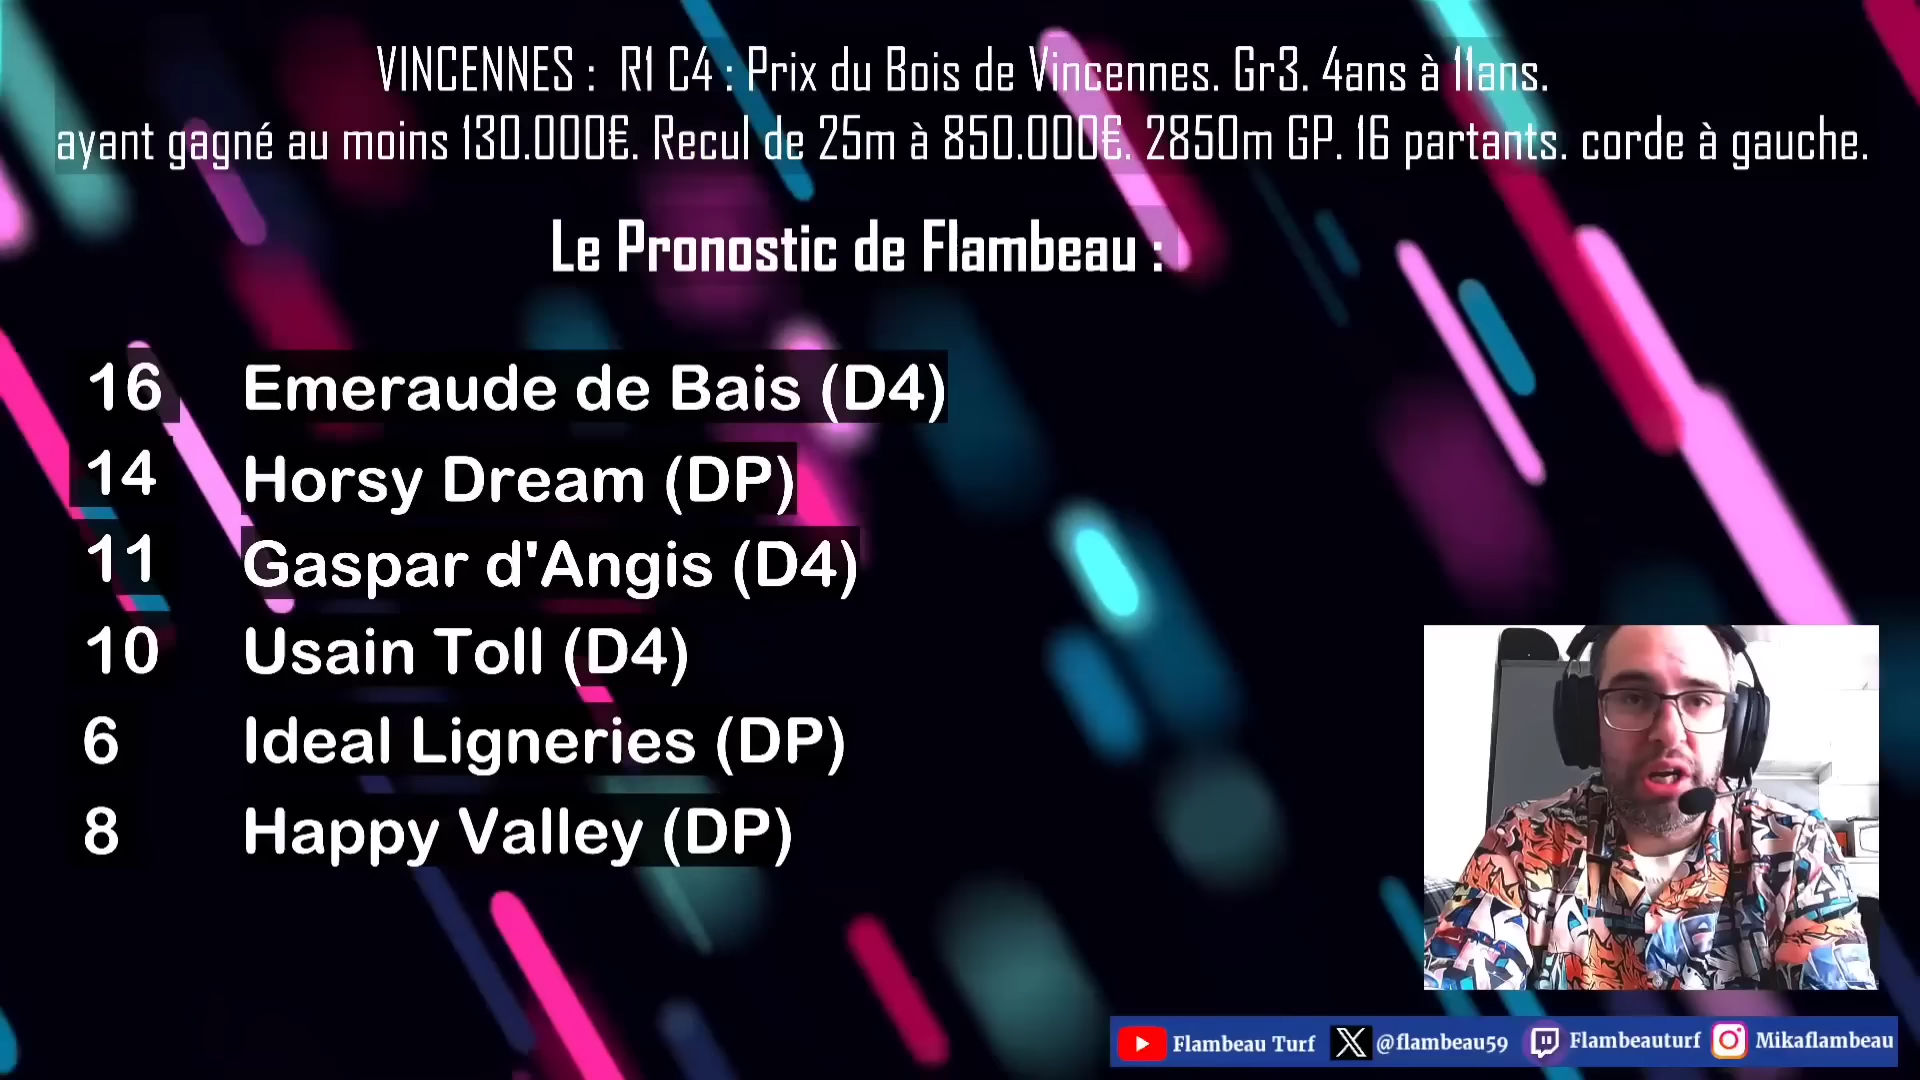 VINCENNES : R1 C4 : Prix du Bois de Vincennes. Gr3. 4ans à 11ans.
ayant gagné au moins 130.000€. Recul de 25m à 850.000€. 2850m GP. 16 partants. corde à gauche.
Le Pronostic de Flambeau :
16 Emeraude de Bais (D4)
14 Horsy Dream (DP)
11 Gaspar d'Angis (D4)
10 Usain Toll (D4)
6 Ideal Ligneries (DP)
8 Happy Valley (DP)
Flambeau Turf @flambeau59 Flambeauturf Mikaflambeau